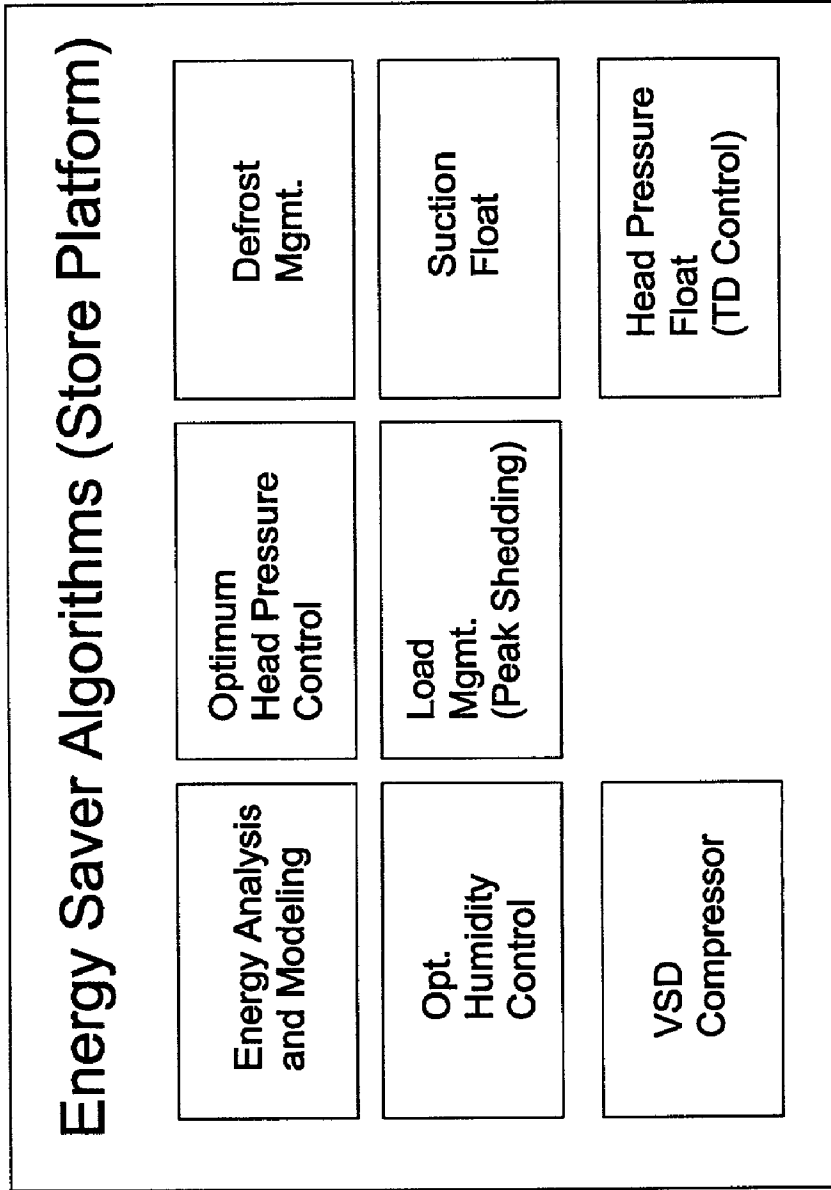 Energy Saver Algorithms (Store Platform)
Energy Analysis
and Modeling
Optimum
Head Pressure
Control
Defrost
Mgmt.
Opt.
Humidity
Control
Load
Mgmt.
(Peak Shedding)
Suction
Float
VSD
Compressor
Head Pressure
Float
(TD Control)